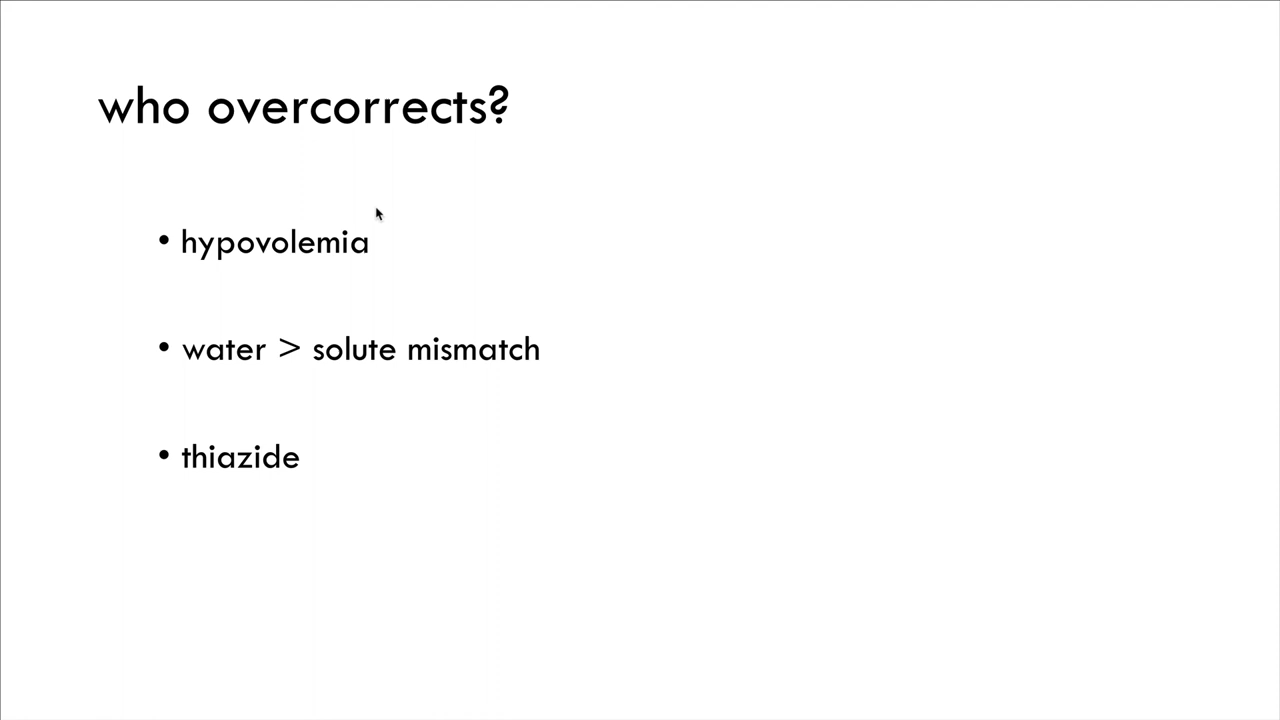 who overcorrects?
• hypovolemia
• water > solute mismatch
• thiazide